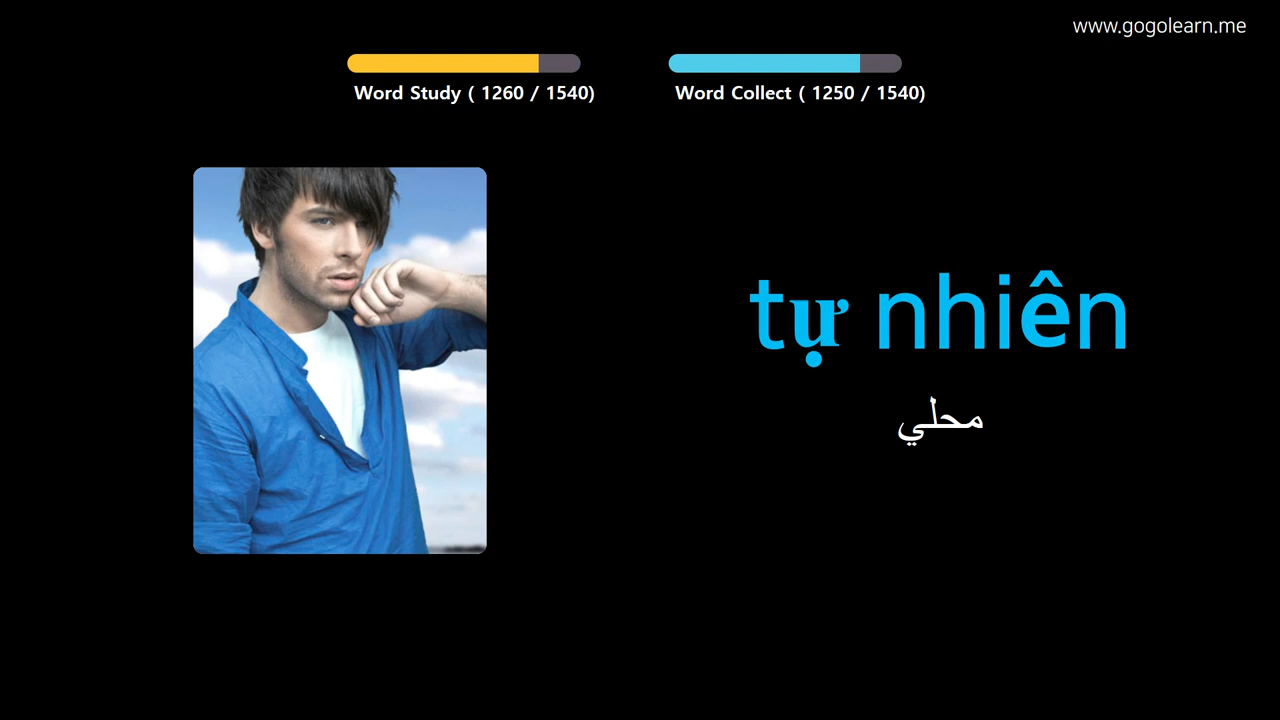 www.gogolearn.me
Word Study ( 1260 / 1540)
Word Collect ( 1250 / 1540)
tự nhiên
محلي